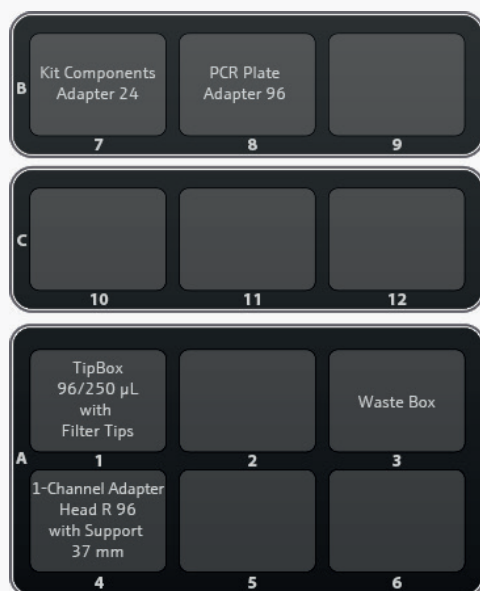 B
Kit Components
Adapter 24
PCR Plate
Adapter 96
7
8
9
C
10
11
12
A
TipBox
96/250 µL
with
Filter Tips
Waste Box
1
2
3
1-Channel Adapter
Head R 96
with Support
37 mm
4
5
6